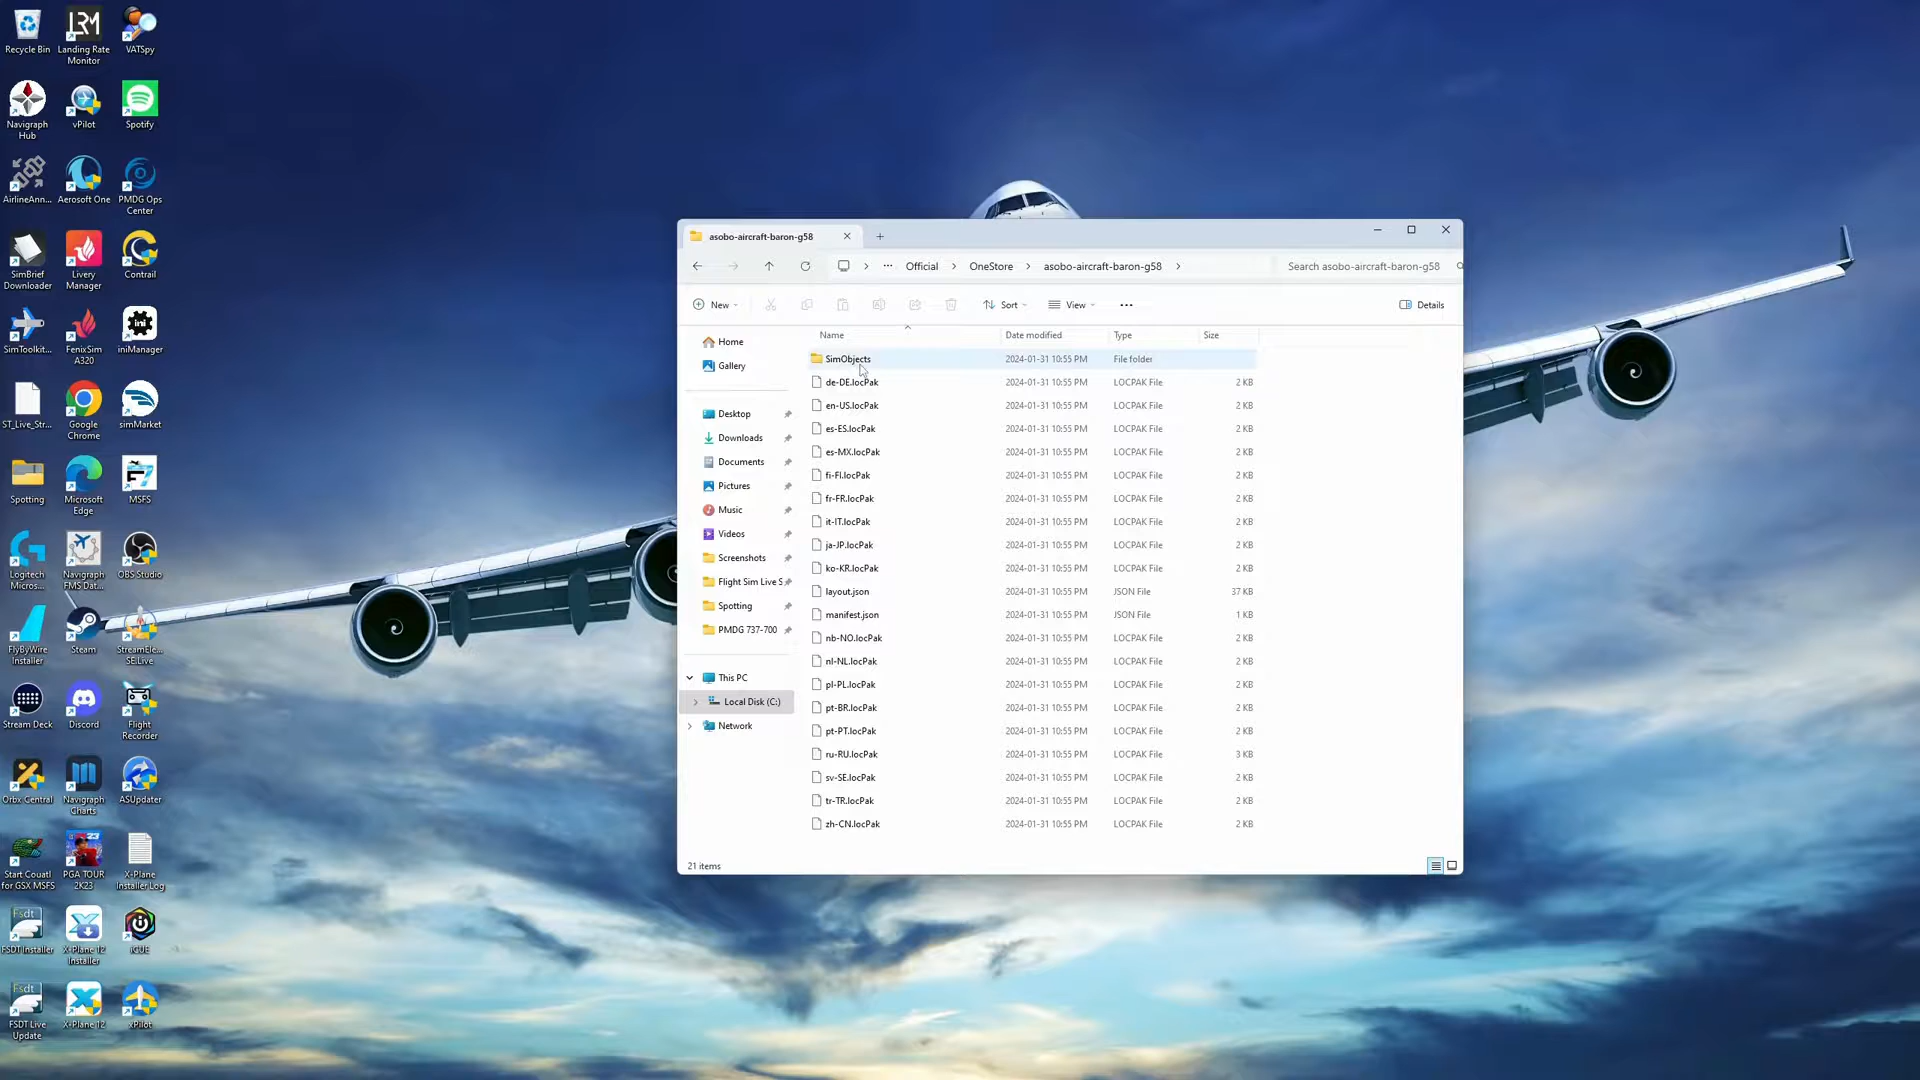 Recycle Bin
Landing Rate
Monitor
VATSpy
Navigraph
Hub
vPilot
Spotify
AirlineAnn...
Aerosoft One
PMDG Ops
Center
SimBrief
Downloader
Livery
Manager
Contrail
SimToolkit...
FenixSim
A320
iniManager
ST_Live_Str...
Google
Chrome
simMarket
Spotting
Microsoft
Edge
MSFS
Logitech
Micros...
Navigraph
FMS Dat...
OBS Studio
FlyByWire
Installer
Steam
StreamEle...
SE.Live
Stream Deck
Discord
Flight
Recorder
Orbx Central
Navigraph
Charts
ASUpdater
Start Couatl
for GSX MSFS
PGA TOUR
2K23
X-Plane
Installer Log
FSDT Installer
X-Plane 12
Installer
iCUE
FSDT Live
Update
X-Plane 12
xPilot
asobo-aircraft-baron-g58
Official
OneStore
asobo-aircraft-baron-g58
Search asobo-aircraft-baron-g58
New
Sort
View
Details
Home
Gallery
Desktop
Downloads
Documents
Pictures
Music
Videos
Screenshots
Flight Sim Live S
Spotting
PMDG 737-700
This PC
Local Disk (C:)
Network
Name Date modified Type Size
SimObjects 2024-01-31 10:55 PM File folder
de-DE.locPak 2024-01-31 10:55 PM LOCPAK File 2 KB
en-US.locPak 2024-01-31 10:55 PM LOCPAK File 2 KB
es-ES.locPak 2024-01-31 10:55 PM LOCPAK File 2 KB
es-MX.locPak 2024-01-31 10:55 PM LOCPAK File 2 KB
fi-FI.locPak 2024-01-31 10:55 PM LOCPAK File 2 KB
fr-FR.locPak 2024-01-31 10:55 PM LOCPAK File 2 KB
it-IT.locPak 2024-01-31 10:55 PM LOCPAK File 2 KB
ja-JP.locPak 2024-01-31 10:55 PM LOCPAK File 2 KB
ko-KR.locPak 2024-01-31 10:55 PM LOCPAK File 2 KB
layout.json 2024-01-31 10:55 PM JSON File 37 KB
manifest.json 2024-01-31 10:55 PM JSON File 1 KB
nb-NO.locPak 2024-01-31 10:55 PM LOCPAK File 2 KB
nl-NL.locPak 2024-01-31 10:55 PM LOCPAK File 2 KB
pl-PL.locPak 2024-01-31 10:55 PM LOCPAK File 2 KB
pt-BR.locPak 2024-01-31 10:55 PM LOCPAK File 2 KB
pt-PT.locPak 2024-01-31 10:55 PM LOCPAK File 2 KB
ru-RU.locPak 2024-01-31 10:55 PM LOCPAK File 3 KB
sv-SE.locPak 2024-01-31 10:55 PM LOCPAK File 2 KB
tr-TR.locPak 2024-01-31 10:55 PM LOCPAK File 2 KB
zh-CN.locPak 2024-01-31 10:55 PM LOCPAK File 2 KB
21 items